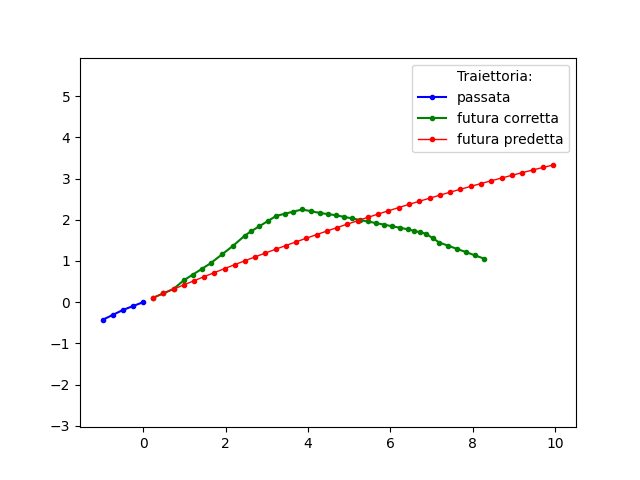 Traiettoria:
passata
futura corretta
futura predetta
5
4
3
2
1
0
−1
−2
−3
0 2 4 6 8 10